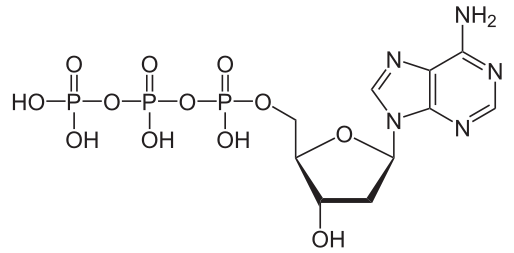 NH2
O O O N N
HO P O P O P O N N
OH OH OH O
OH